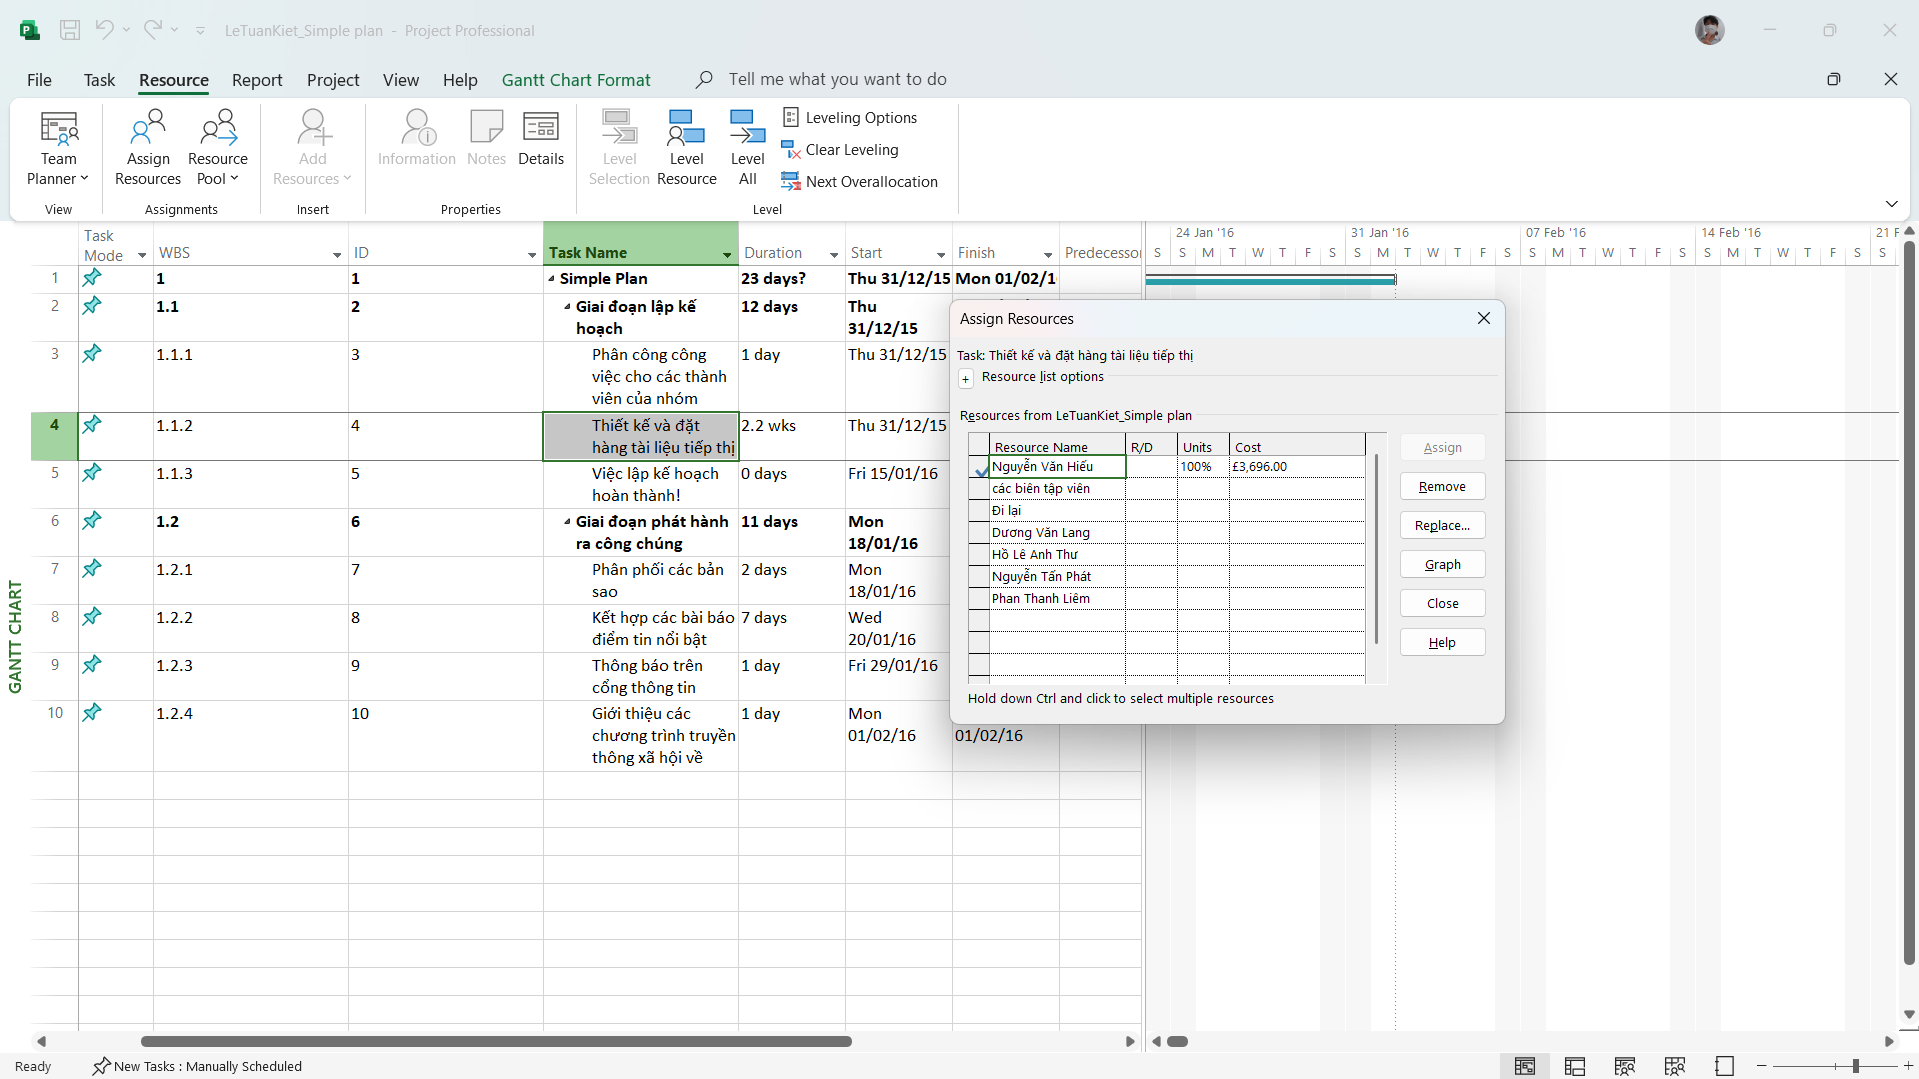 LeTuanKiet_Simple plan - Project Professional
File Task Resource Report Project View Help Gantt Chart Format Tell me what you want to do
Team Planner
Assign Resources
Resource Pool
Add Resources
Information
Notes
Details
Level Selection
Level Resource
Level All
Leveling Options
Clear Leveling
Next Overallocation
View
Assignments
Insert
Properties
Level
Task Mode WBS ID Task Name Duration Start Finish Predecessor
24 Jan '16 31 Jan '16 07 Feb '16 14 Feb '16 21 F
S S M T W T F S S M T W T F S S M T W T F S S M T W T F S S
1 1 1 Simple Plan 23 days? Thu 31/12/15 Mon 01/02/1
2 1.1 2 Giai đoạn lập kế 12 days Thu
hoạch 31/12/15
3 1.1.1 3 Phân công công 1 day Thu 31/12/15
việc cho các thành
viên của nhóm
4 1.1.2 4 Thiết kế và đặt 2.2 wks Thu 31/12/15
hàng tài liệu tiếp thị
5 1.1.3 5 Việc lập kế hoạch 0 days Fri 15/01/16
hoàn thành!
6 1.2 6 Giai đoạn phát hành 11 days Mon
ra công chúng 18/01/16
7 1.2.1 7 Phân phối các bản 2 days Mon
sao 18/01/16
8 1.2.2 8 Kết hợp các bài báo 7 days Wed
điểm tin nổi bật 20/01/16
9 1.2.3 9 Thông báo trên 1 day Fri 29/01/16
cổng thông tin
10 1.2.4 10 Giới thiệu các 1 day Mon
chương trình truyền 01/02/16 01/02/16
thông xã hội về
GANTT CHART
Assign Resources
Task: Thiết kế và đặt hàng tài liệu tiếp thị
+ Resource list options
Resources from LeTuanKiet_Simple plan
Resource Name R/D Units Cost
Nguyễn Văn Hiếu 100% £3,696.00
các biên tập viên
Đi lại
Dương Văn Lang
Hồ Lê Anh Thư
Nguyễn Tấn Phát
Phan Thanh Liêm
Assign
Remove
Replace...
Graph
Close
Help
Hold down Ctrl and click to select multiple resources
Ready New Tasks : Manually Scheduled